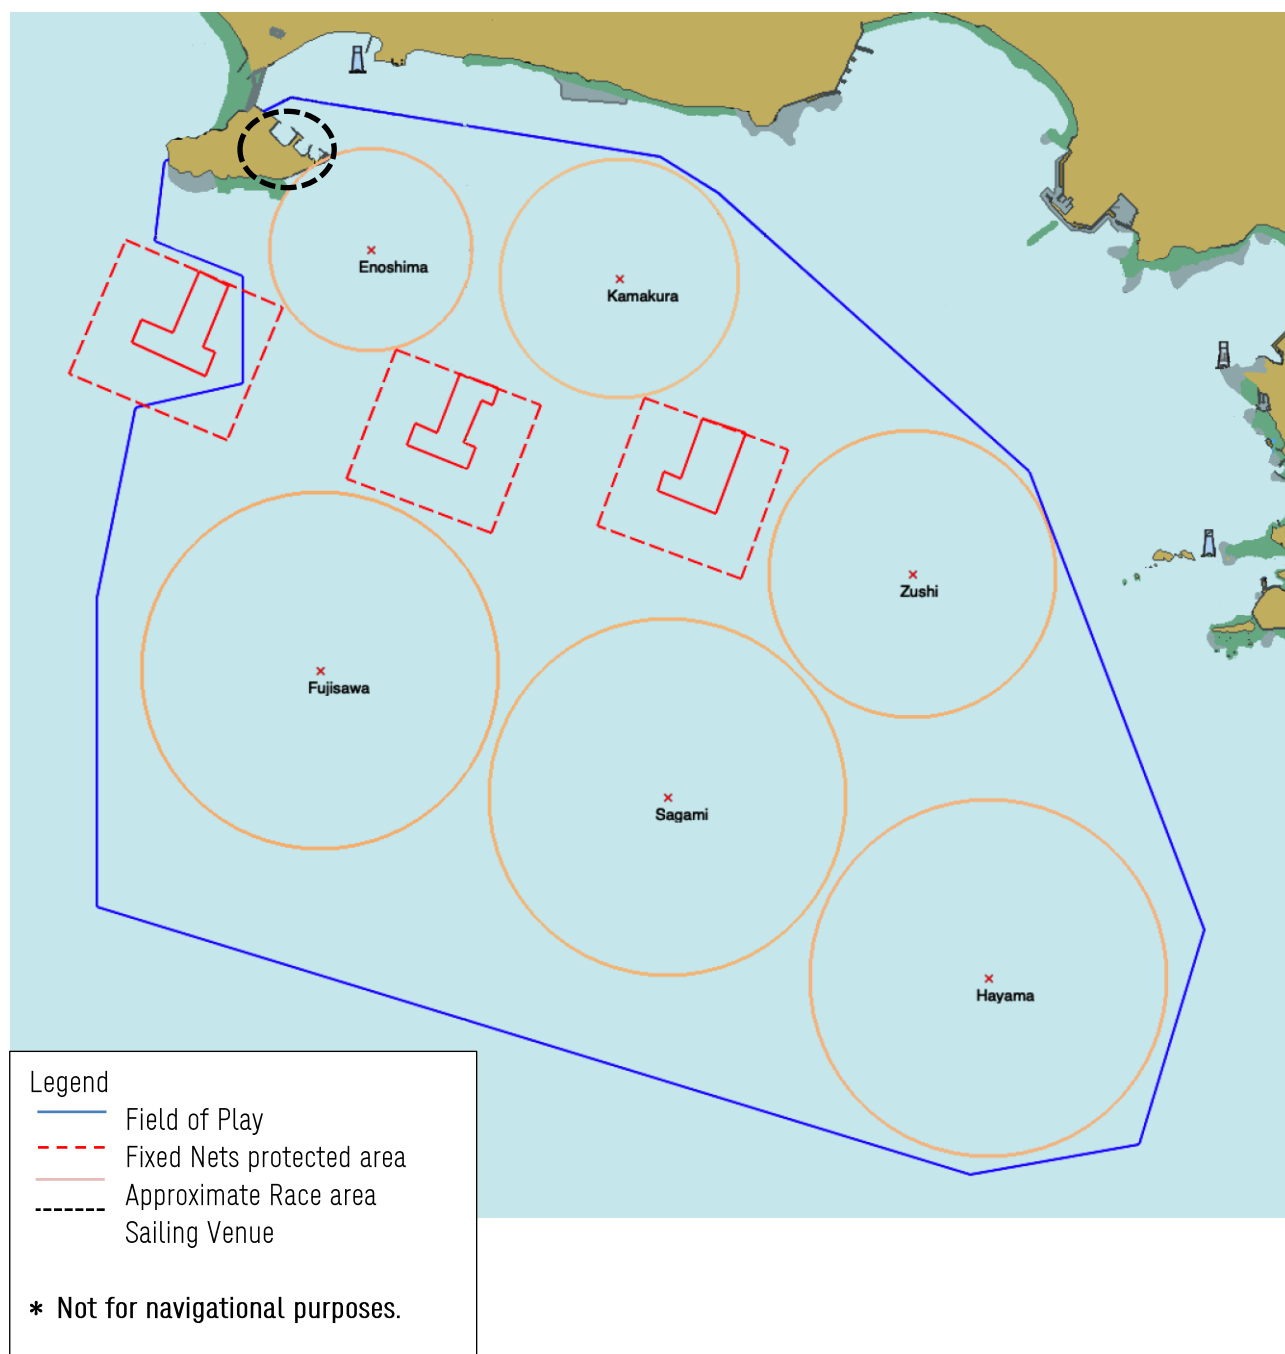 Enoshima
Kamakura
Zushi
Fujisawa
Sagami
Hayama
Legend
Field of Play
Fixed Nets protected area
Approximate Race area
Sailing Venue
* Not for navigational purposes.